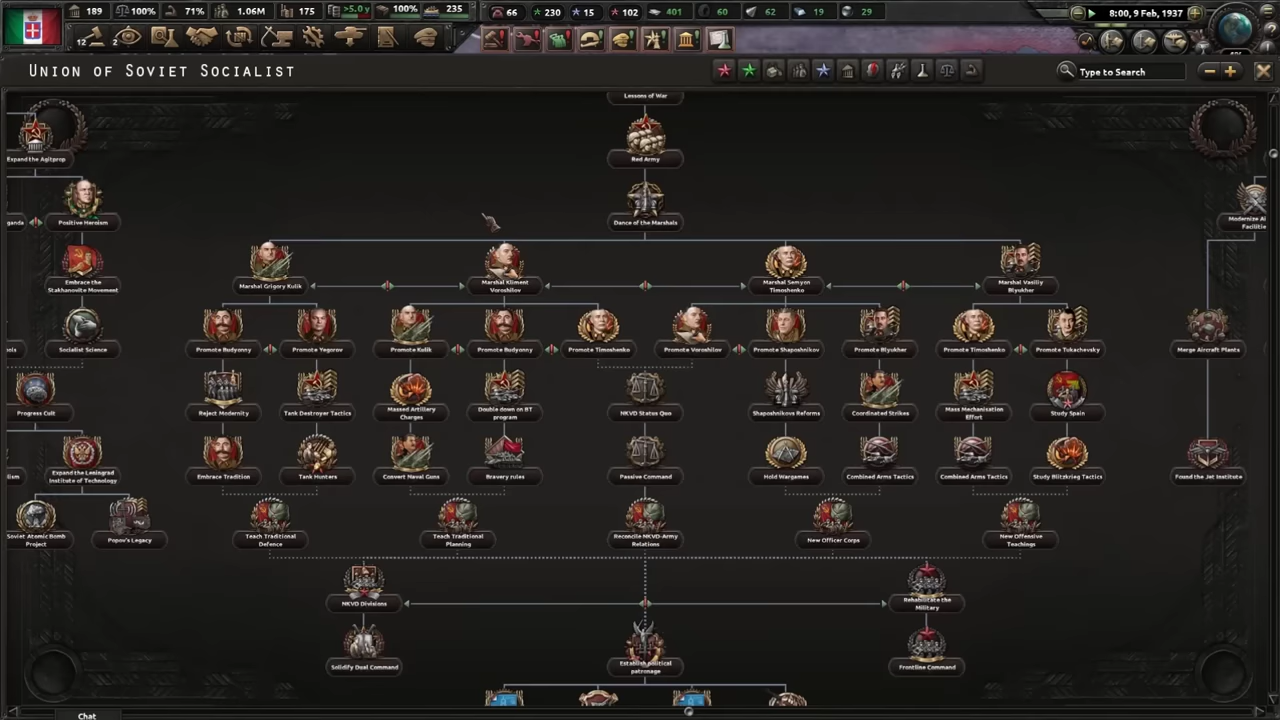 189 100% 71% 1.06M 175 >5.0y 100% 235 66 230 15 102 401 60 62 19 29 8:00, 9 Feb, 1937
12 2
Union of Soviet Socialist
Type to Search
Lessons of War
Expand the Agitprop
Red Army
Positive Heroism
Dance of the Marshals
Embrace the
Stakhanovite Movement
Marshal Grigory Kulik
Marshal Kliment
Voroshilov
Marshal Semyon
Timoshenko
Marshal Vasiliy
Blyukher
Socialist Science
Promote Budyonny
Promote Yegorov
Promote Kulik
Promote Budyonny
Promote Timoshenko
Promote Voroshilov
Promote Shaposhnikov
Promote Blyukher
Promote Timoshenko
Promote Tukachevsky
Merge Aircraft Plants
Progress Cult
Reject Modernity
Tank Destroyer Tactics
Massed Artillery
Charges
Double down on BT
program
NKVD Status Quo
Shaposhnikovs Reforms
Coordinated Strikes
Mass Mechanisation
Effort
Study Spain
Expand the Leningrad
Institute of Technology
Embrace Tradition
Tank Hunters
Convert Naval Guns
Bravery rules
Passive Command
Hold Wargames
Combined Arms Tactics
Combined Arms Tactics
Study Blitzkrieg Tactics
Found the Jet Institute
Soviet Atomic Bomb
Project
Popov's Legacy
Teach Traditional
Defence
Teach Traditional
Planning
Reconcile NKVD-Army
Relations
New Officer Corps
New Offensive
Teachings
NKVD Divisions
Rehabilitate the
Military
Solidify Dual Command
Establish political
patronage
Frontline Command
Chat